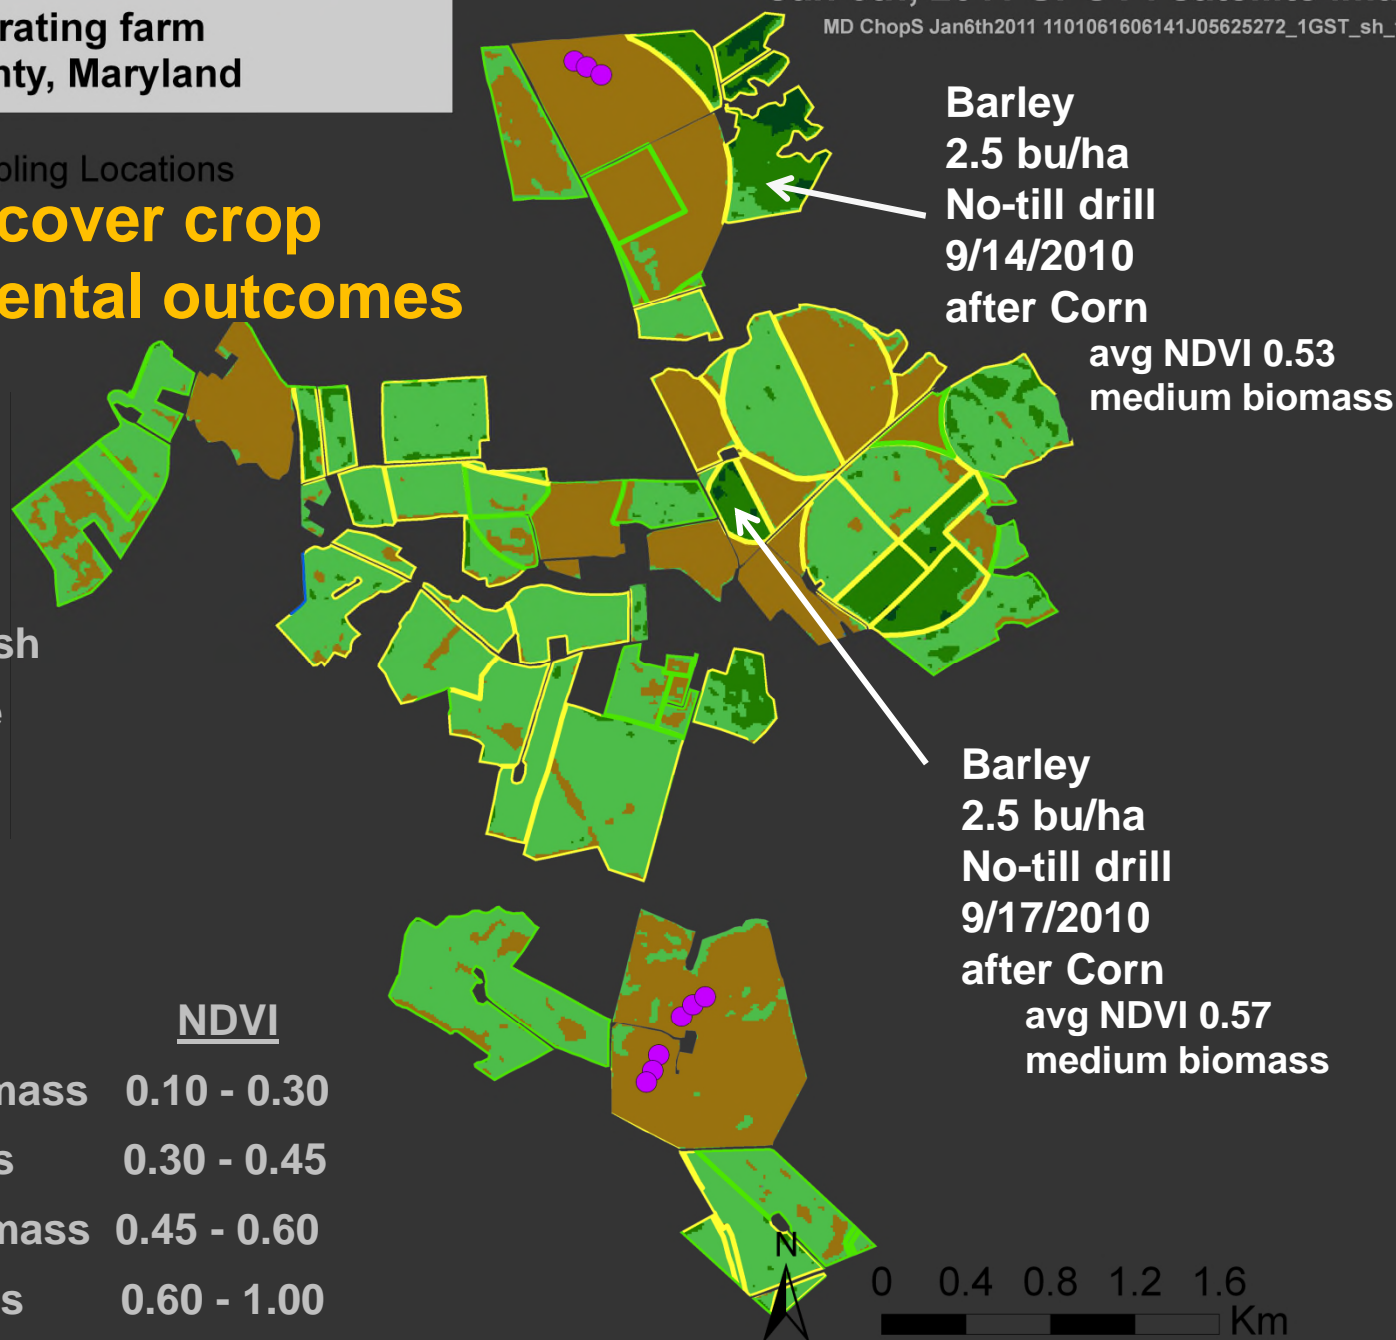 MD ChopS Jan6th2011 1101061606141J05625272_1GST_sh_
rating farm
nty, Maryland
pling Locations
cover crop
ental outcomes
Barley
2.5 bu/ha
No-till drill
9/14/2010
after Corn
avg NDVI 0.53
medium biomass
sh
e
Barley
2.5 bu/ha
No-till drill
9/17/2010
after Corn
avg NDVI 0.57
medium biomass
NDVI
mass 0.10 - 0.30
s 0.30 - 0.45
mass 0.45 - 0.60
s 0.60 - 1.00
N
0 0.4 0.8 1.2 1.6
Km